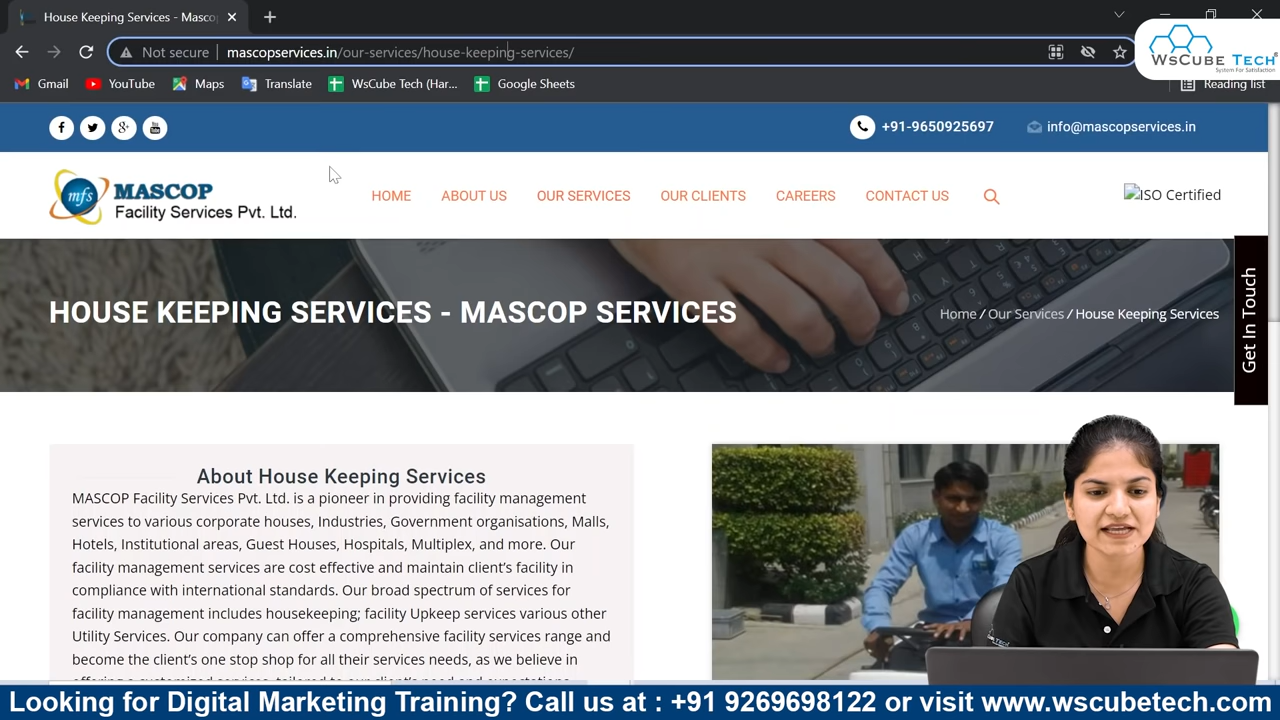 House Keeping Services - Masco
Not secure
mascopservices.in/our-services/house-keeping-services/
WsCube Tech
System For Satisfaction
Gmail
YouTube
Maps
Translate
WsCube Tech (Har...
Reading list
+91-9650925697
info@mascopservices.in
mfs
MASCOP
Facility Services Pvt. Ltd.
HOME
ABOUT US
OUR SERVICES
OUR CLIENTS
CAREERS
CONTACT US
ISO Certified
Get In Touch
HOUSE KEEPING SERVICES - MASCOP SERVICES
Home / Our Services / House Keeping Services
About House Keeping Services
MASCOP Facility Services Pvt. Ltd. is a pioneer in providing facility management
services to various corporate houses, Industries, Government organisations, Malls,
Hotels, Institutional areas, Guest Houses, Hospitals, Multiplex, and more. Our
facility management services are cost effective and maintain client's facility in
compliance with international standards. Our broad spectrum of services for
facility management includes housekeeping; facility Upkeep services various other
Utility Services. Our company can offer a comprehensive facility services range and
become the client's one stop shop for all their services needs, as we believe in
Looking for Digital Marketing Training? Call us at : +91 9269698122 or visit www.wscubetech.com